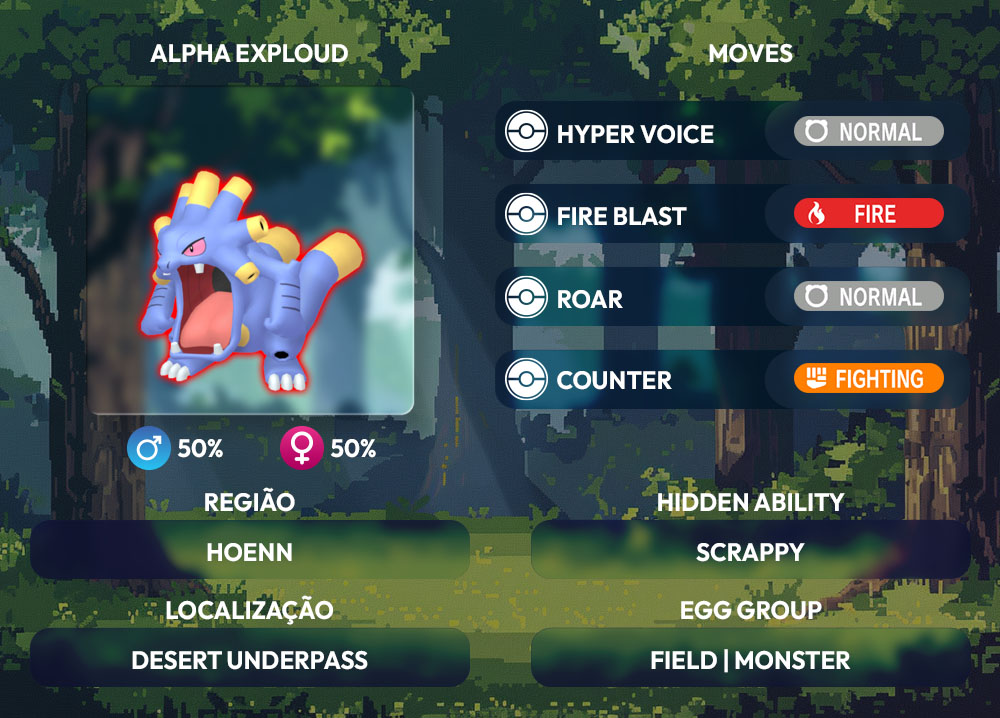 ALPHA EXPLOUD
MOVES
HYPER VOICE
NORMAL
FIRE BLAST
FIRE
ROAR
NORMAL
COUNTER
FIGHTING
50%
50%
REGIÃO
HOENN
HIDDEN ABILITY
SCRAPPY
LOCALIZAÇÃO
DESERT UNDERPASS
EGG GROUP
FIELD | MONSTER